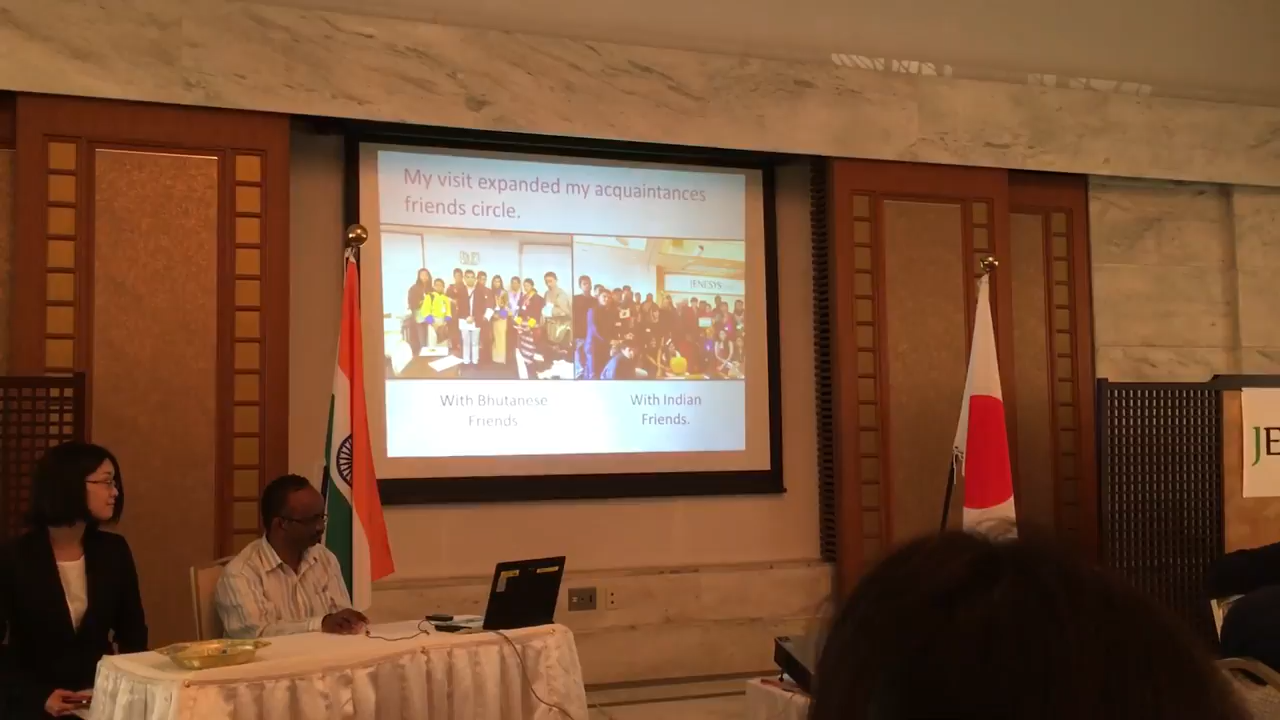 My visit expanded my acquaintances
friends circle.
JENESYS
With Bhutanese
Friends
With Indian
Friends.
JE